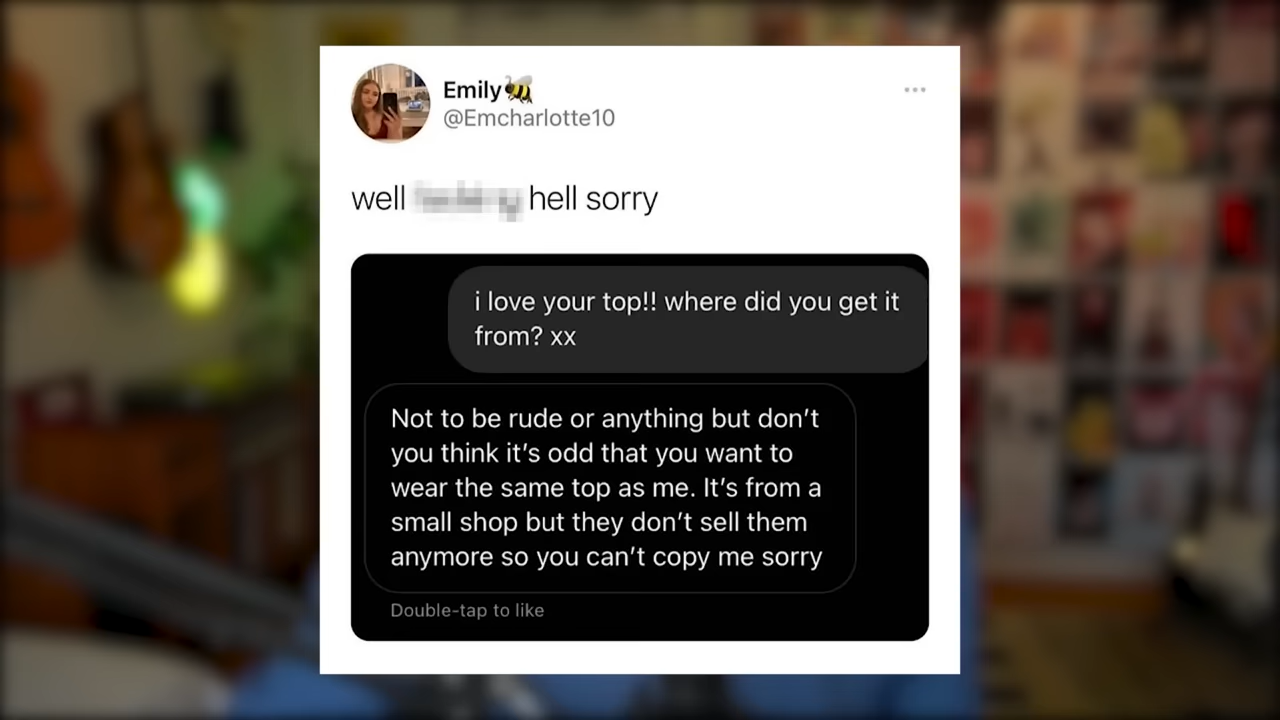 Emily🐝
@Emcharlotte10
well hell sorry
i love your top!! where did you get it
from? xx
Not to be rude or anything but don’t
you think it’s odd that you want to
wear the same top as me. It’s from a
small shop but they don’t sell them
anymore so you can’t copy me sorry
Double-tap to like